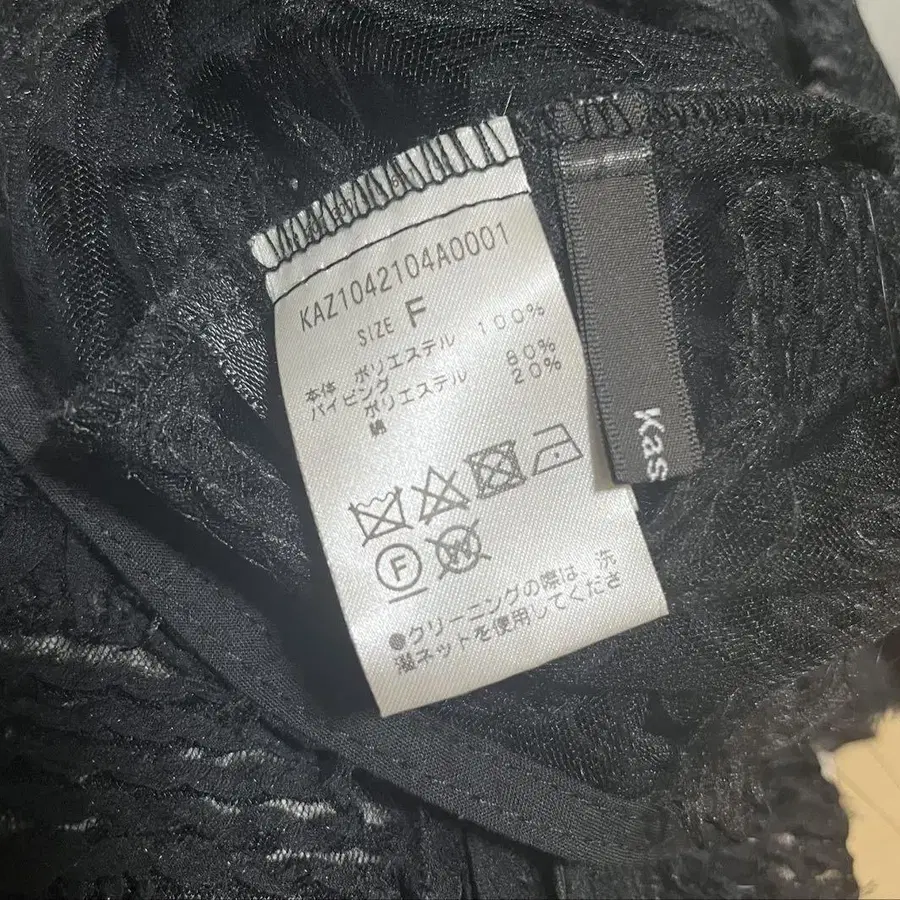 KAZ1042104A0001
SIZE F
本体 ポリエステル 100%
パイピング
ポリエステル 80%
綿 20%
F
W
●クリーニングの際は、洗
濯ネットを使用してくださ
Kas